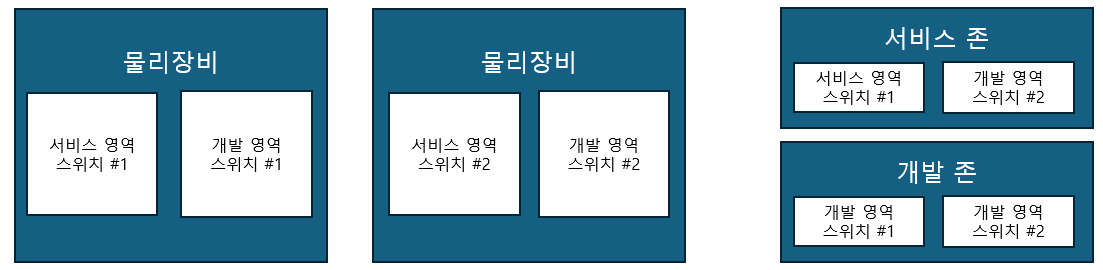 물리장비
서비스 영역
스위치 #1
개발 영역
스위치 #1
물리장비
서비스 영역
스위치 #2
개발 영역
스위치 #2
서비스 존
서비스 영역
스위치 #1
개발 영역
스위치 #2
개발 존
개발 영역
스위치 #1
개발 영역
스위치 #2